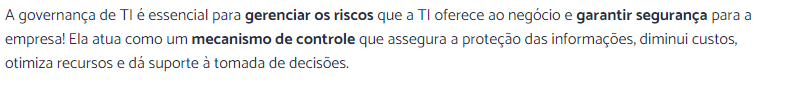 A governança de TI é essencial para gerenciar os riscos que a TI oferece ao negócio e garantir segurança para a
empresa! Ela atua como um mecanismo de controle que assegura a proteção das informações, diminui custos,
otimiza recursos e dá suporte à tomada de decisões.